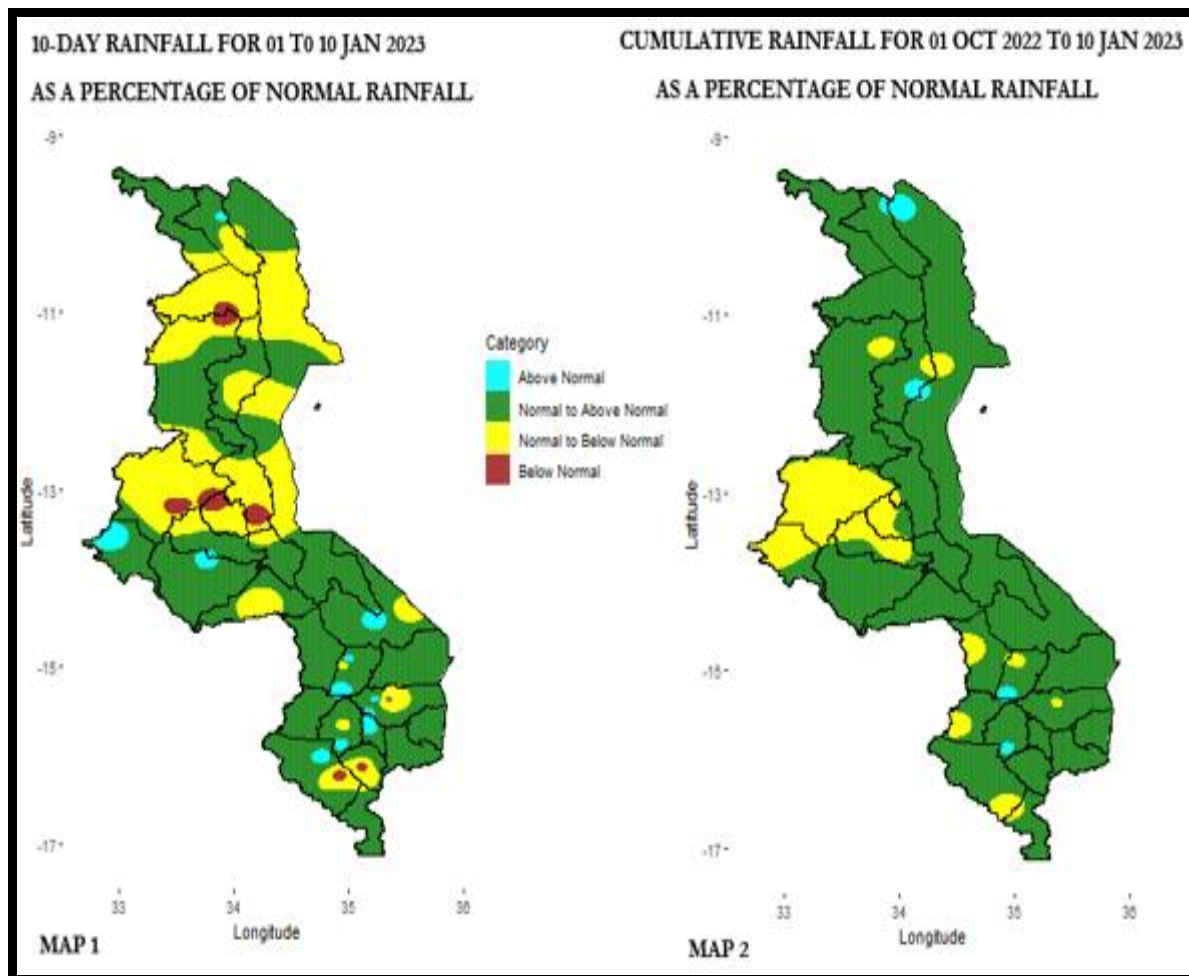 10-DAY RAINFALL FOR 01 T0 10 JAN 2023
AS A PERCENTAGE OF NORMAL RAINFALL
-9
-11
-13
-15
-17
Latitude
33
34
35
36
Longitude
MAP 1
Category
Above Normal
Normal to Above Normal
Normal to Below Normal
Below Normal
CUMULATIVE RAINFALL FOR 01 OCT 2022 T0 10 JAN 2023
AS A PERCENTAGE OF NORMAL RAINFALL
-9
-11
-13
-15
-17
Latitude
33
34
35
36
Longitude
MAP 2